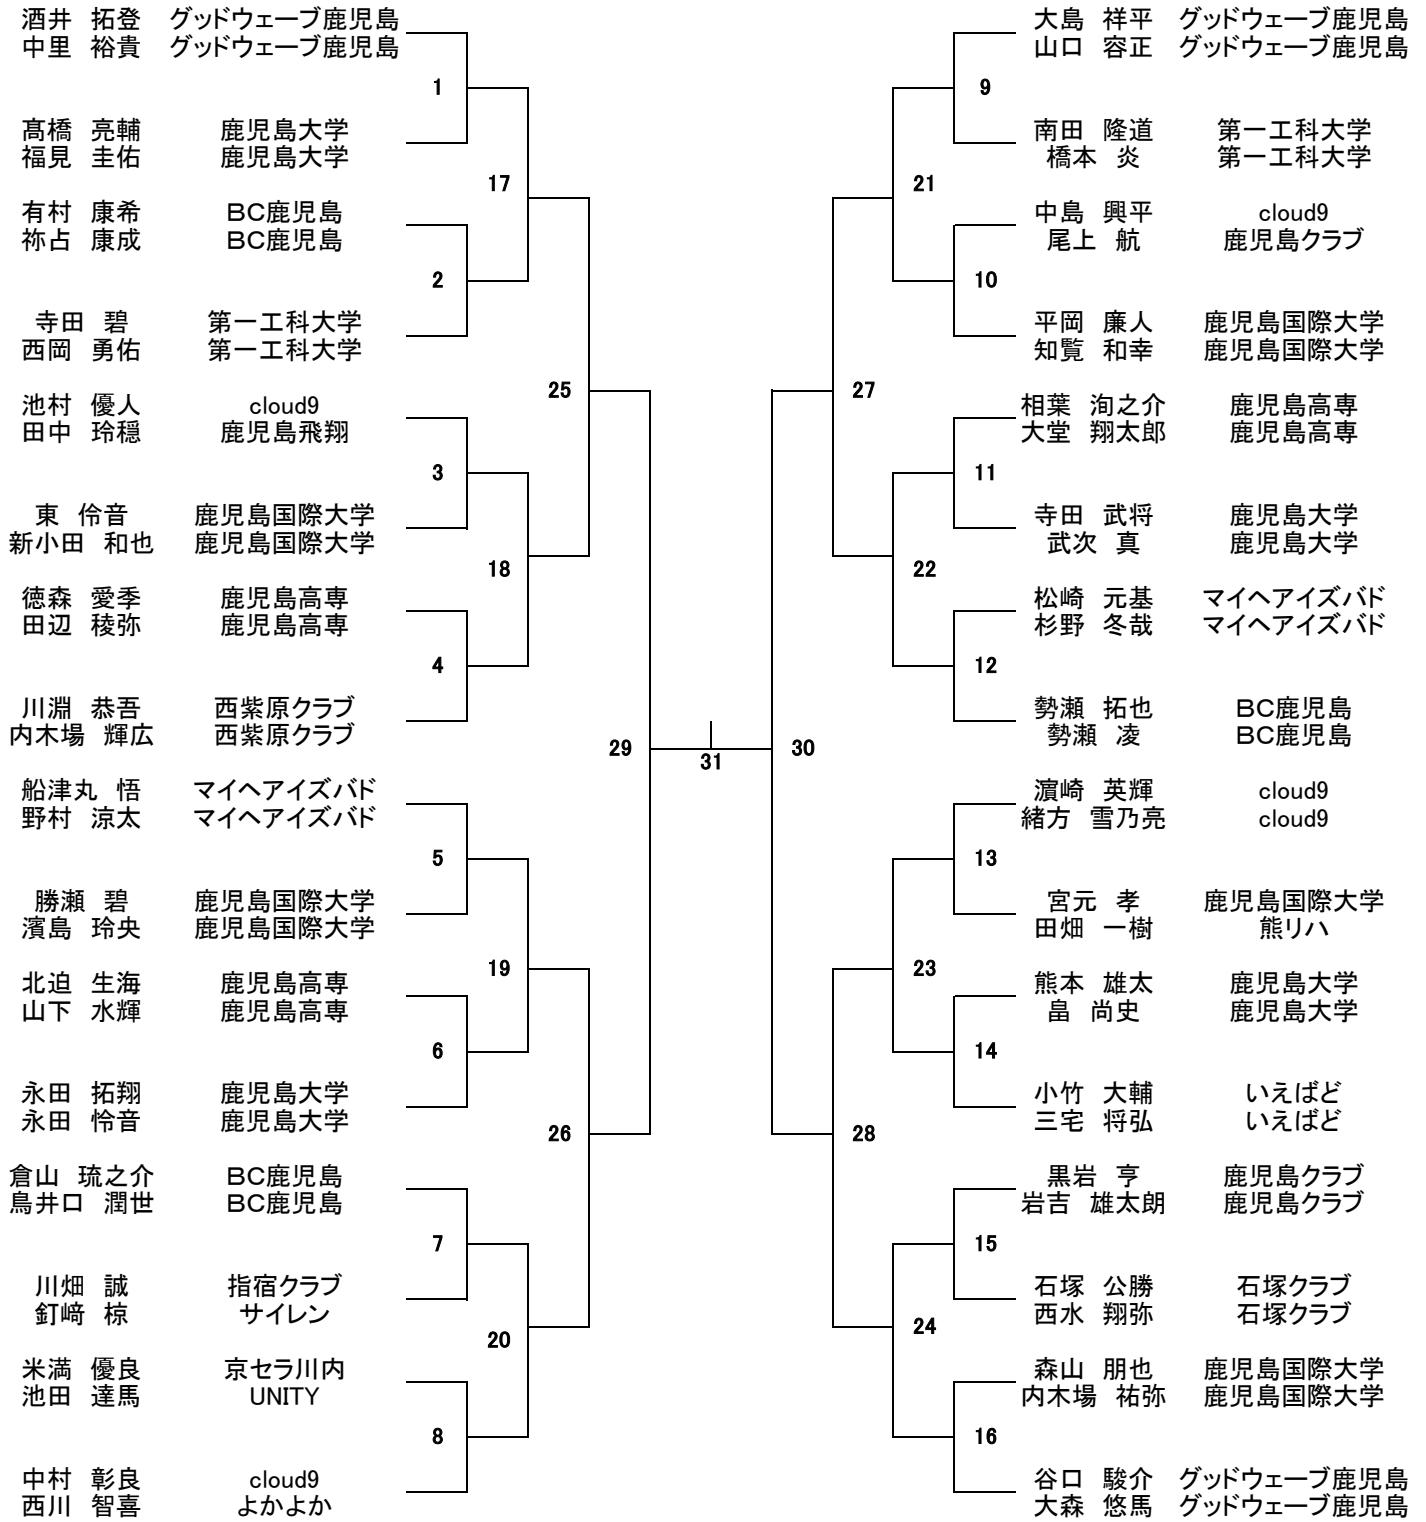 酒井 拓登 グッドウェーブ鹿児島
中里 裕貴 グッドウェーブ鹿児島
1
髙橋 亮輔 鹿児島大学
福見 圭佑 鹿児島大学
17
有村 康希 BC鹿児島
祢占 康成 BC鹿児島
2
寺田 碧 第一工科大学
西岡 勇佑 第一工科大学
25
池村 優人 cloud9
田中 玲穏 鹿児島飛翔
3
東 伶音 鹿児島国際大学
新小田 和也 鹿児島国際大学
18
徳森 愛季 鹿児島高専
田辺 稜弥 鹿児島高専
4
川淵 恭吾 西紫原クラブ
内木場 輝広 西紫原クラブ
29
船津丸 悟 マイヘアイズバド
野村 涼太 マイヘアイズバド
5
勝瀬 碧 鹿児島国際大学
濱島 玲央 鹿児島国際大学
19
北迫 生海 鹿児島高専
山下 水輝 鹿児島高専
6
永田 拓翔 鹿児島大学
永田 怜音 鹿児島大学
26
倉山 琉之介 BC鹿児島
鳥井口 潤世 BC鹿児島
7
川畑 誠 指宿クラブ
釘﨑 椋 サイレン
20
米満 優良 京セラ川内
池田 達馬 UNITY
8
中村 彰良 cloud9
西川 智喜 よかよか
31
大島 祥平 グッドウェーブ鹿児島
山口 容正 グッドウェーブ鹿児島
9
南田 隆道 第一工科大学
橋本 炎 第一工科大学
21
中島 興平 cloud9
尾上 航 鹿児島クラブ
10
平岡 廉人 鹿児島国際大学
知覧 和幸 鹿児島国際大学
27
相葉 洵之介 鹿児島高専
大堂 翔太郎 鹿児島高専
11
寺田 武将 鹿児島大学
武次 真 鹿児島大学
22
松崎 元基 マイヘアイズバド
杉野 冬哉 マイヘアイズバド
12
勢瀬 拓也 BC鹿児島
勢瀬 凌 BC鹿児島
30
濵崎 英輝 cloud9
緒方 雪乃亮 cloud9
13
宮元 孝 鹿児島国際大学
田畑 一樹 熊リハ
23
熊本 雄太 鹿児島大学
畠 尚史 鹿児島大学
14
小竹 大輔 いえばど
三宅 将弘 いえばど
28
黒岩 亨 鹿児島クラブ
岩吉 雄太朗 鹿児島クラブ
15
石塚 公勝 石塚クラブ
西水 翔弥 石塚クラブ
24
森山 朋也 鹿児島国際大学
内木場 祐弥 鹿児島国際大学
16
谷口 駿介 グッドウェーブ鹿児島
大森 悠馬 グッドウェーブ鹿児島